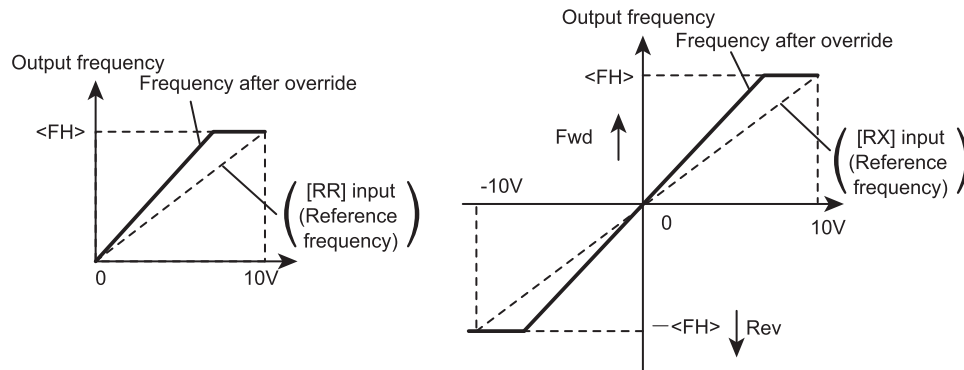 Output frequency
Frequency after override
<FH>
[RR] input
(Reference
frequency)
0
10V
Output frequency
Frequency after override
<FH>
Fwd
[RX] input
(Reference
frequency)
-10V
0
10V
—<FH>
Rev